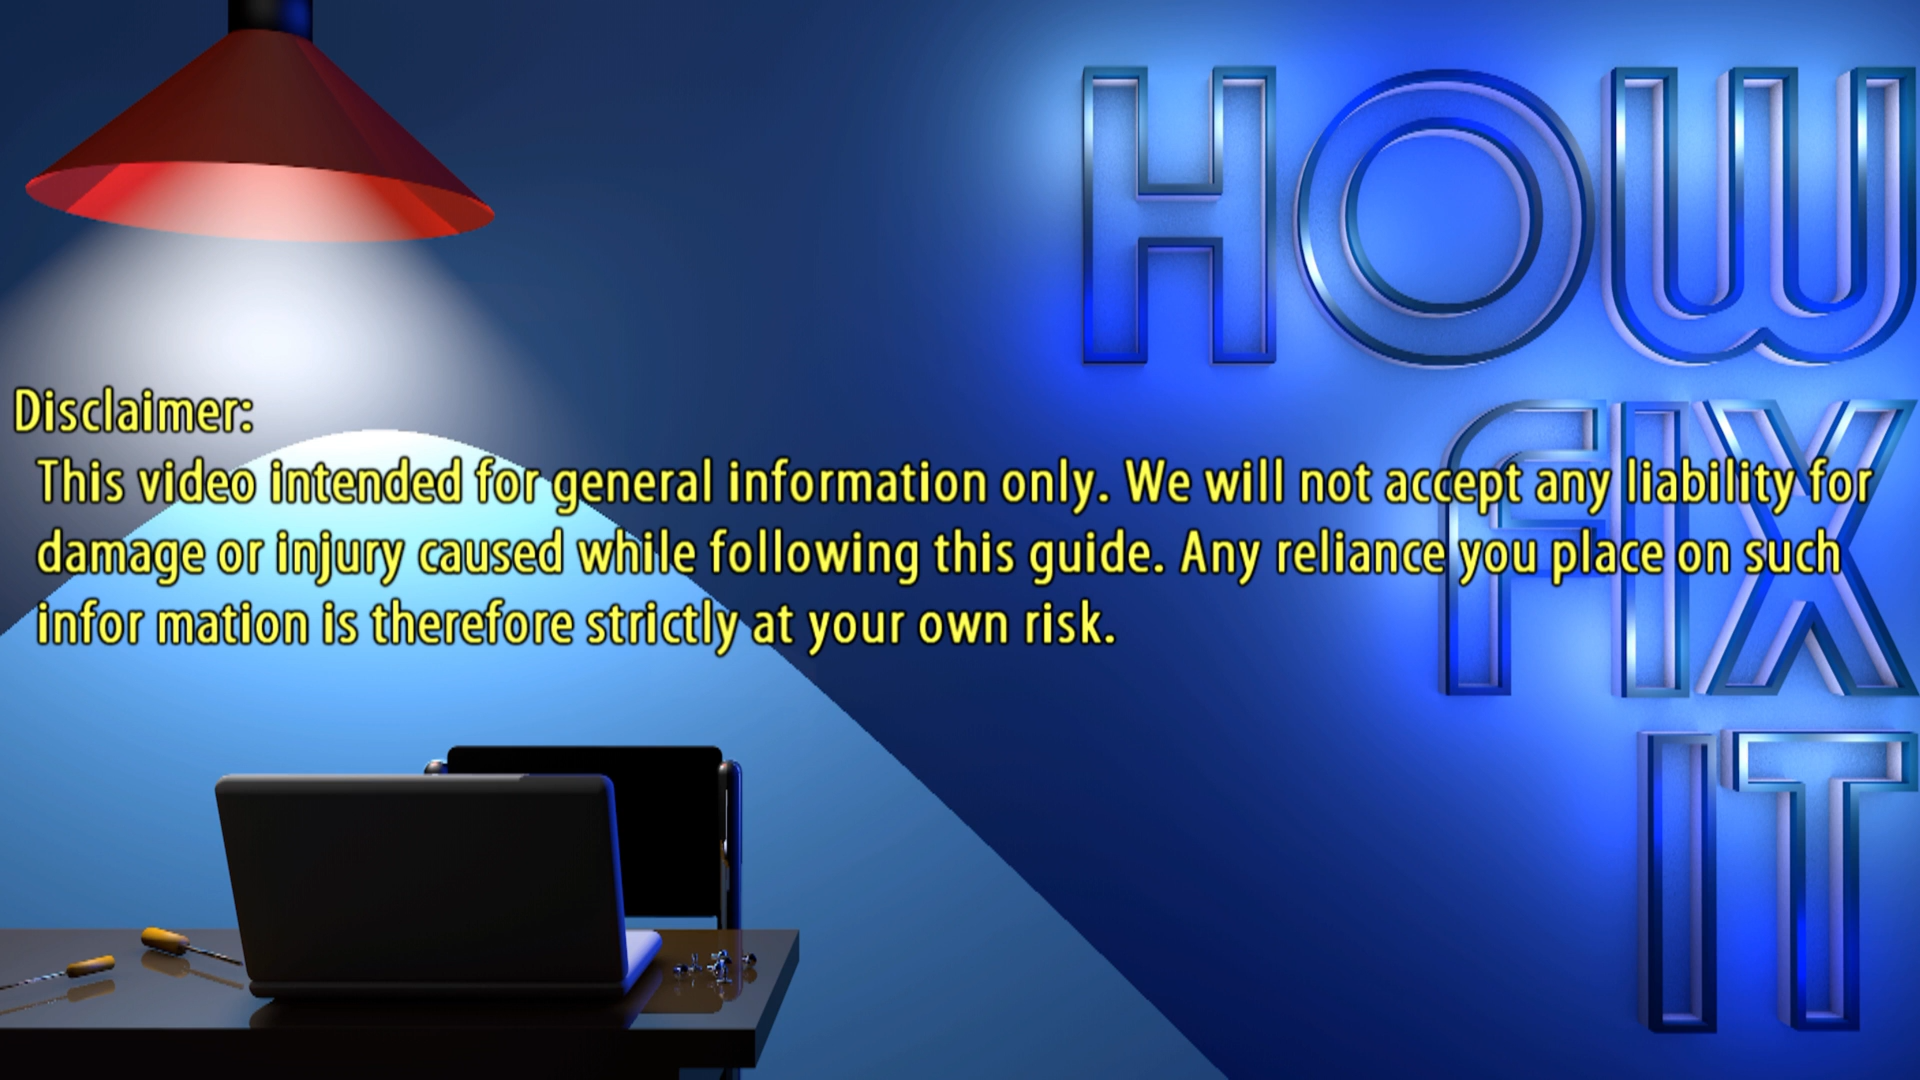 HOW
FIX
IT
Disclaimer:
This video intended for general information only. We will not accept any liability for
damage or injury caused while following this guide. Any reliance you place on such
infor mation is therefore strictly at your own risk.